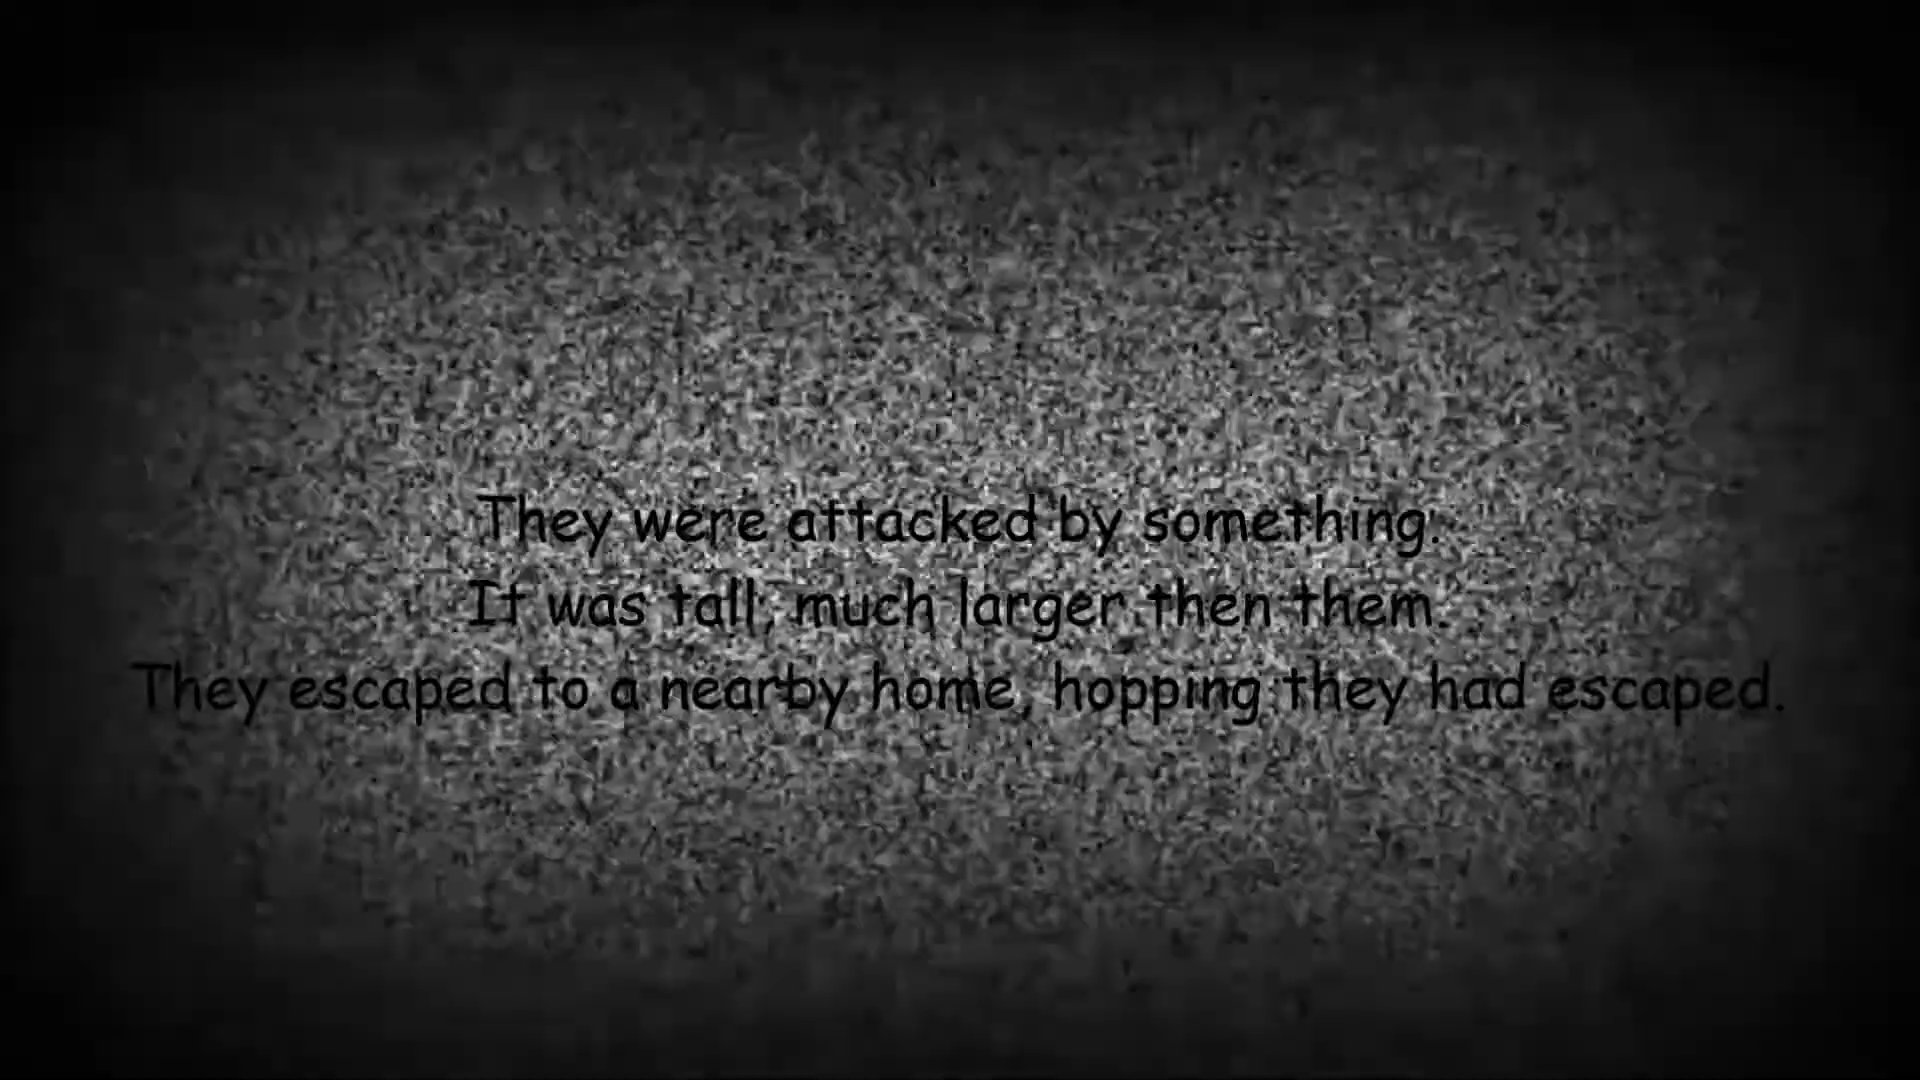 They were attacked by something.
It was tall, much larger then them.
They escaped to a nearby home, hopping they had escaped.